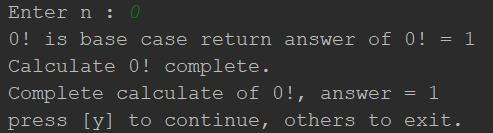 Enter n : 0
0! is base case return answer of 0! = 1
Calculate 0! complete.
Complete calculate of 0!, answer = 1
press [y] to continue, others to exit.